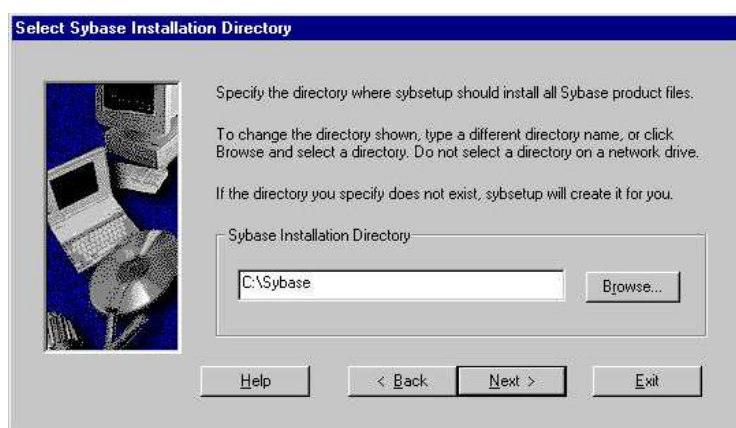 Select Sybase Installation Directory
Specify the directory where sybsetup should install all Sybase product files.
To change the directory shown, type a different directory name, or click
Browse and select a directory. Do not select a directory on a network drive.
If the directory you specify does not exist, sybsetup will create it for you.
Sybase Installation Directory
C:\Sybase
Browse...
Help
< Back
Next >
Exit